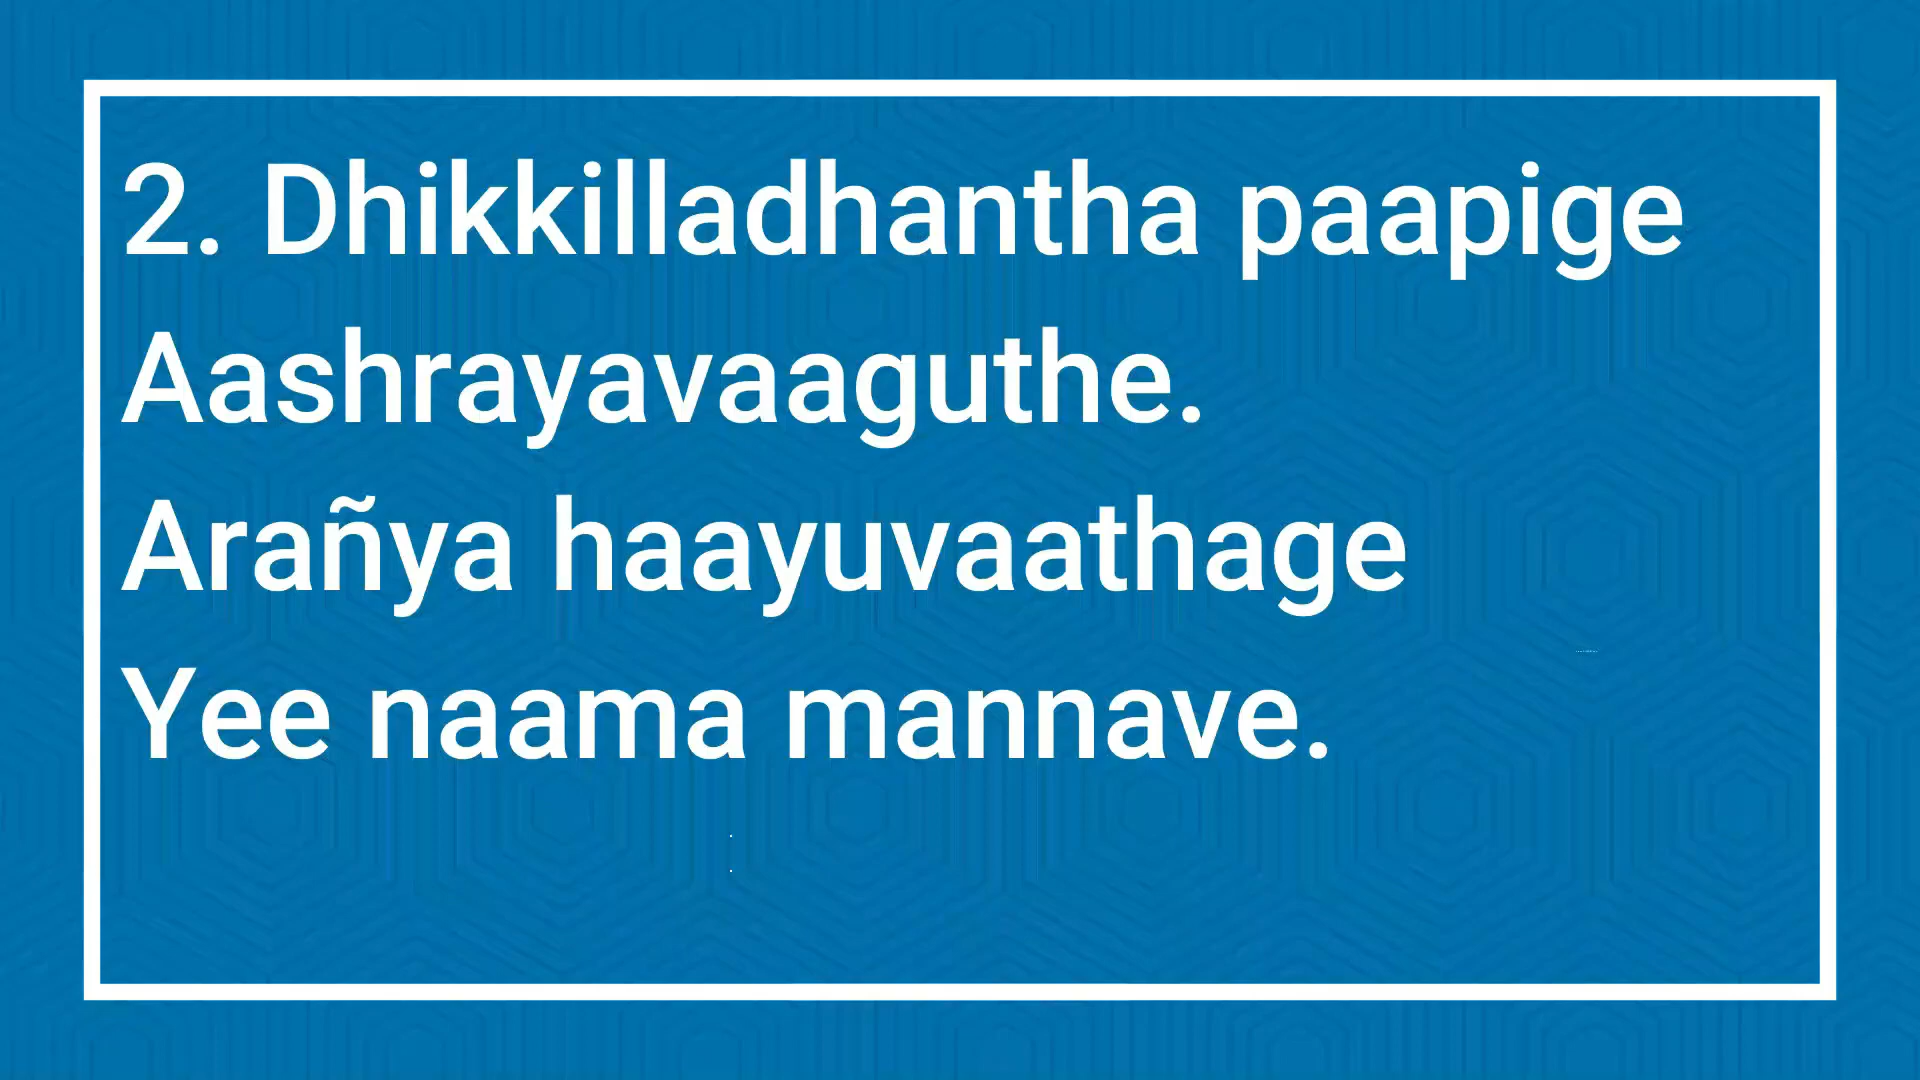 2. Dhikkilladhantha paapige
Aashrayavaaguthe.
Arañya haayuvaathage
Yee naama mannave.